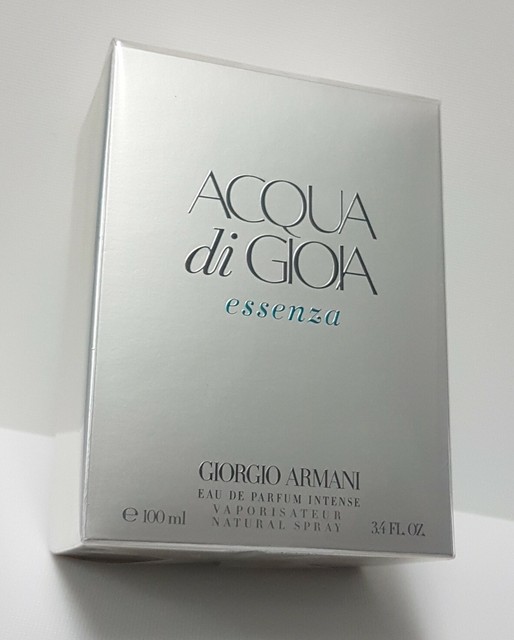 ACQUA
di GIOIA
essenza
GIORGIO ARMANI
EAU DE PARFUM INTENSE
VAPORISATEUR
NATURAL SPRAY
℮ 100 ml
3.4 FL. OZ.